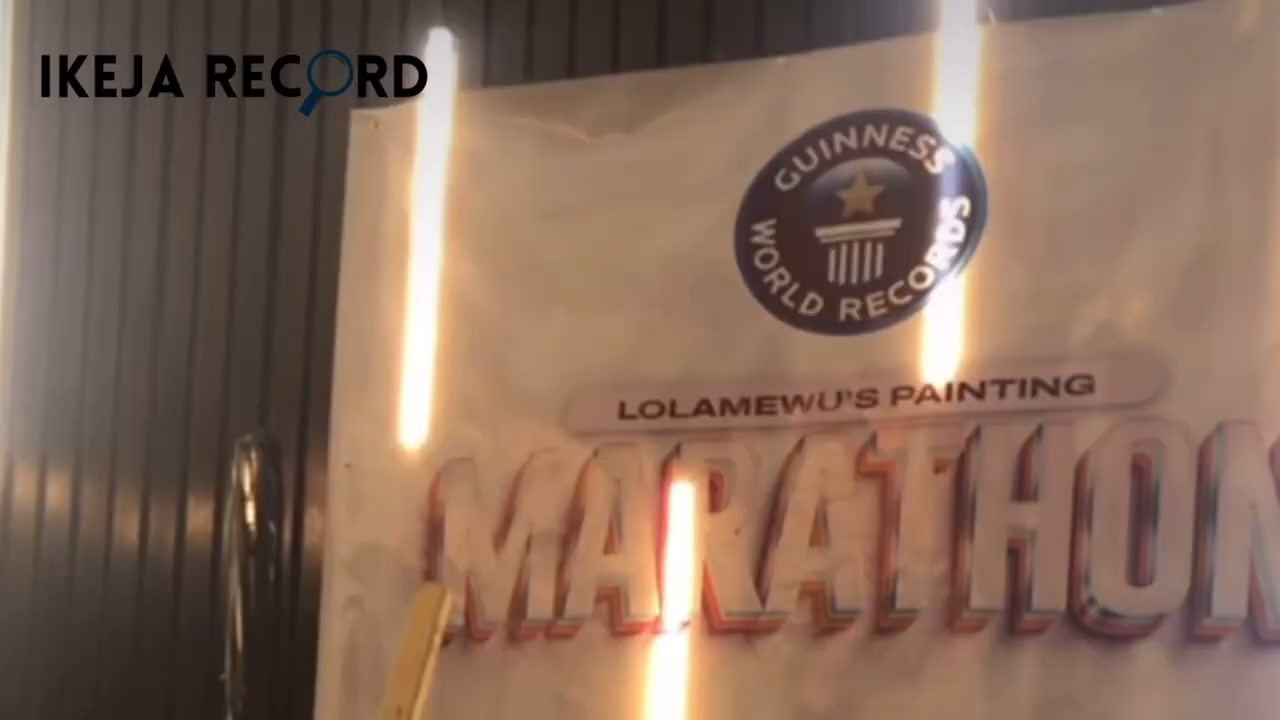 IKEJA RECORD
GUINNESS
WORLD RECORDS
LOLAMEWU'S PAINTING
MARATHON